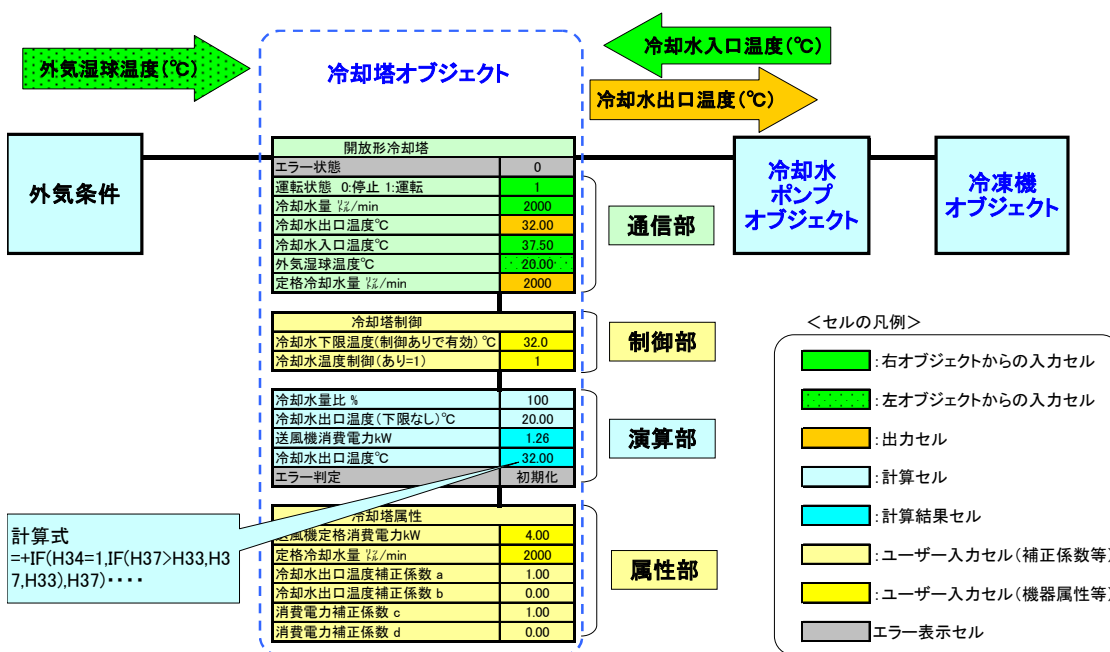 外気湿球温度(℃)
冷却塔オブジェクト
冷却水入口温度(℃)
冷却水出口温度(℃)
外気条件
冷却水
ポンプ
オブジェクト
冷凍機
オブジェクト
開放形冷却塔
エラー状態 0
運転状態 0:停止 1:運転 1
冷却水量 ㍑/min 2000
冷却水出口温度℃ 32.00
冷却水入口温度℃ 37.50
外気湿球温度℃ 20.00
定格冷却水量 ㍑/min 2000
通信部
冷却塔制御
冷却水下限温度(制御ありで有効) ℃ 32.0
冷却水温度制御(あり=1) 1
制御部
冷却水量比 % 100
冷却水出口温度(下限なし)℃ 20.00
送風機消費電力kW 1.26
冷却水出口温度℃ 32.00
エラー判定 初期化
演算部
冷却塔属性
送風機定格消費電力kW 4.00
定格冷却水量 ㍑/min 2000
冷却水出口温度補正係数 a 1.00
冷却水出口温度補正係数 b 0.00
消費電力補正係数 c 1.00
消費電力補正係数 d 0.00
属性部
計算式
=+IF(H34=1,IF(H37>H33,H3
7,H33),H37)・・・・
<セルの凡例>
:右オブジェクトからの入力セル
:左オブジェクトからの入力セル
:出力セル
:計算セル
:計算結果セル
:ユーザー入力セル(補正係数等)
:ユーザー入力セル(機器属性等)
エラー表示セル